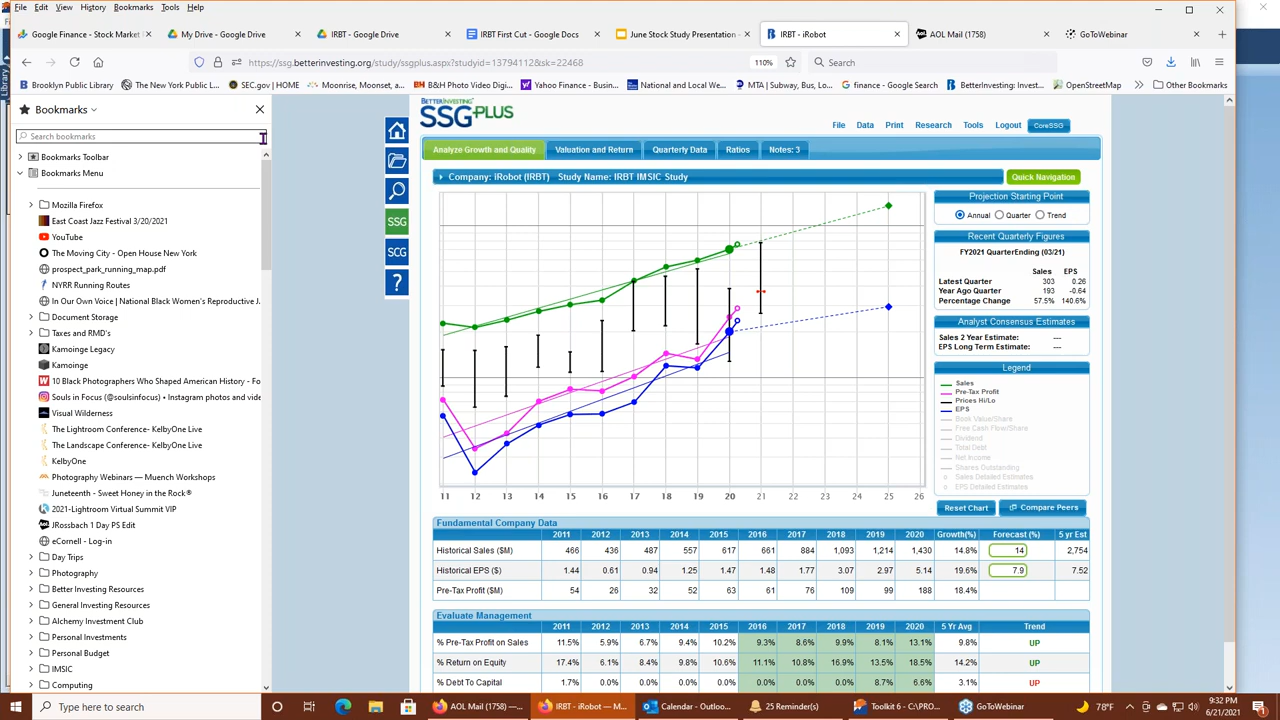 File Edit View History Bookmarks Tools Help
Google Finance - Stock Market
My Drive - Google Drive
IRBT - Google Drive
IRBT First Cut - Google Docs
June Stock Study Presentation -
IRBT - iRobot
AOL Mail (1758)
GoToWebinar
https://ssg.betterinvesting.org/study/ssgplus.aspx?studyid=13794112&sk=22468
110%
Search
Brooklyn Public Library
The New York Public L...
SEC.gov | HOME
Moonrise, Moonset, a...
B&H Photo Video Digi...
Yahoo Finance - Busin...
National and Local We...
MTA | Subway, Bus, Lo...
finance - Google Search
BetterInvesting: Invest...
OpenStreetMap
Other Bookmarks
Library
Bookmarks
Search bookmarks
Bookmarks Toolbar
Bookmarks Menu
Mozilla Firefox
East Coast Jazz Festival 3/20/2021
YouTube
The Moving City - Open House New York
prospect_park_running_map.pdf
NYRR Running Routes
In Our Own Voice | National Black Women's Reproductive J
Document Storage
Taxes and RMD's
Kamoinge Legacy
Kamoinge
10 Black Photographers Who Shaped American History - Fo
Souls in Focus (@soulsinfocus) • Instagram photos and vide
Visual Wilderness
The Lightroom Conference- KelbyOne Live
The Landscape Conference- KelbyOne Live
KelbyOne
Photography Webinars — Muench Workshops
Juneteenth - Sweet Honey in the Rock®
2021-Lightroom Virtual Summit VIP
JRossbach 1 Day PS Edit
eCornell - Log-in
Day Trips
Photography
Better Investing Resources
General Investing Resources
Alchemy Investment Club
Personal Investments
Personal Budget
IMSIC
Computing
SSG
SCG
?
BETTERINVESTING
SSG PLUS
File Data Print Research Tools Logout CoreSSG
Analyze Growth and Quality
Valuation and Return
Quarterly Data
Ratios
Notes: 3
Company: iRobot (IRBT) Study Name: IRBT IMSIC Study
Quick Navigation
11 12 13 14 15 16 17 18 19 20 21 22 23 24 25 26
Projection Starting Point
Annual Quarter Trend
Recent Quarterly Figures
FY2021 QuarterEnding (03/21)
Sales EPS
Latest Quarter 303 0.26
Year Ago Quarter 193 -0.64
Percentage Change 57.5% 140.6%
Analyst Consensus Estimates
Sales 2 Year Estimate: ---
EPS Long Term Estimate: ---
Legend
Sales
Pre-Tax Profit
Prices Hi/Lo
EPS
Book Value/Share
Free Cash Flow/Share
Dividend
Total Debt
Net Income
Shares Outstanding
Sales Detailed Estimates
EPS Detailed Estimates
Reset Chart
Compare Peers
Fundamental Company Data 2011 2012 2013 2014 2015 2016 2017 2018 2019 2020 Growth(%) Forecast (%) 5 yr Est
Historical Sales ($M) 466 436 487 557 617 661 884 1,093 1,214 1,430 14.8% 14 2,754
Historical EPS ($) 1.44 0.61 0.94 1.25 1.47 1.48 1.77 3.07 2.97 5.14 19.6% 7.9 7.52
Pre-Tax Profit ($M) 54 26 32 52 63 61 76 109 99 188 18.4%
Evaluate Management 2011 2012 2013 2014 2015 2016 2017 2018 2019 2020 5 Yr Avg Trend
% Pre-Tax Profit on Sales 11.5% 5.9% 6.7% 9.4% 10.2% 9.3% 8.6% 9.9% 8.1% 13.1% 9.8% UP
% Return on Equity 17.4% 6.1% 8.4% 9.8% 10.6% 11.1% 10.8% 16.9% 13.5% 18.5% 14.2% UP
% Debt To Capital 1.7% 0.0% 0.0% 0.0% 0.0% 0.0% 0.0% 0.0% 8.7% 6.6% 3.1% UP
Type here to search
AOL Mail (1758) —...
IRBT - iRobot — M...
Calendar - Outloo...
25 Reminder(s)
Toolkit 6 - C:\PRO...
GoToWebinar
78°F
9:32 PM
6/21/2021